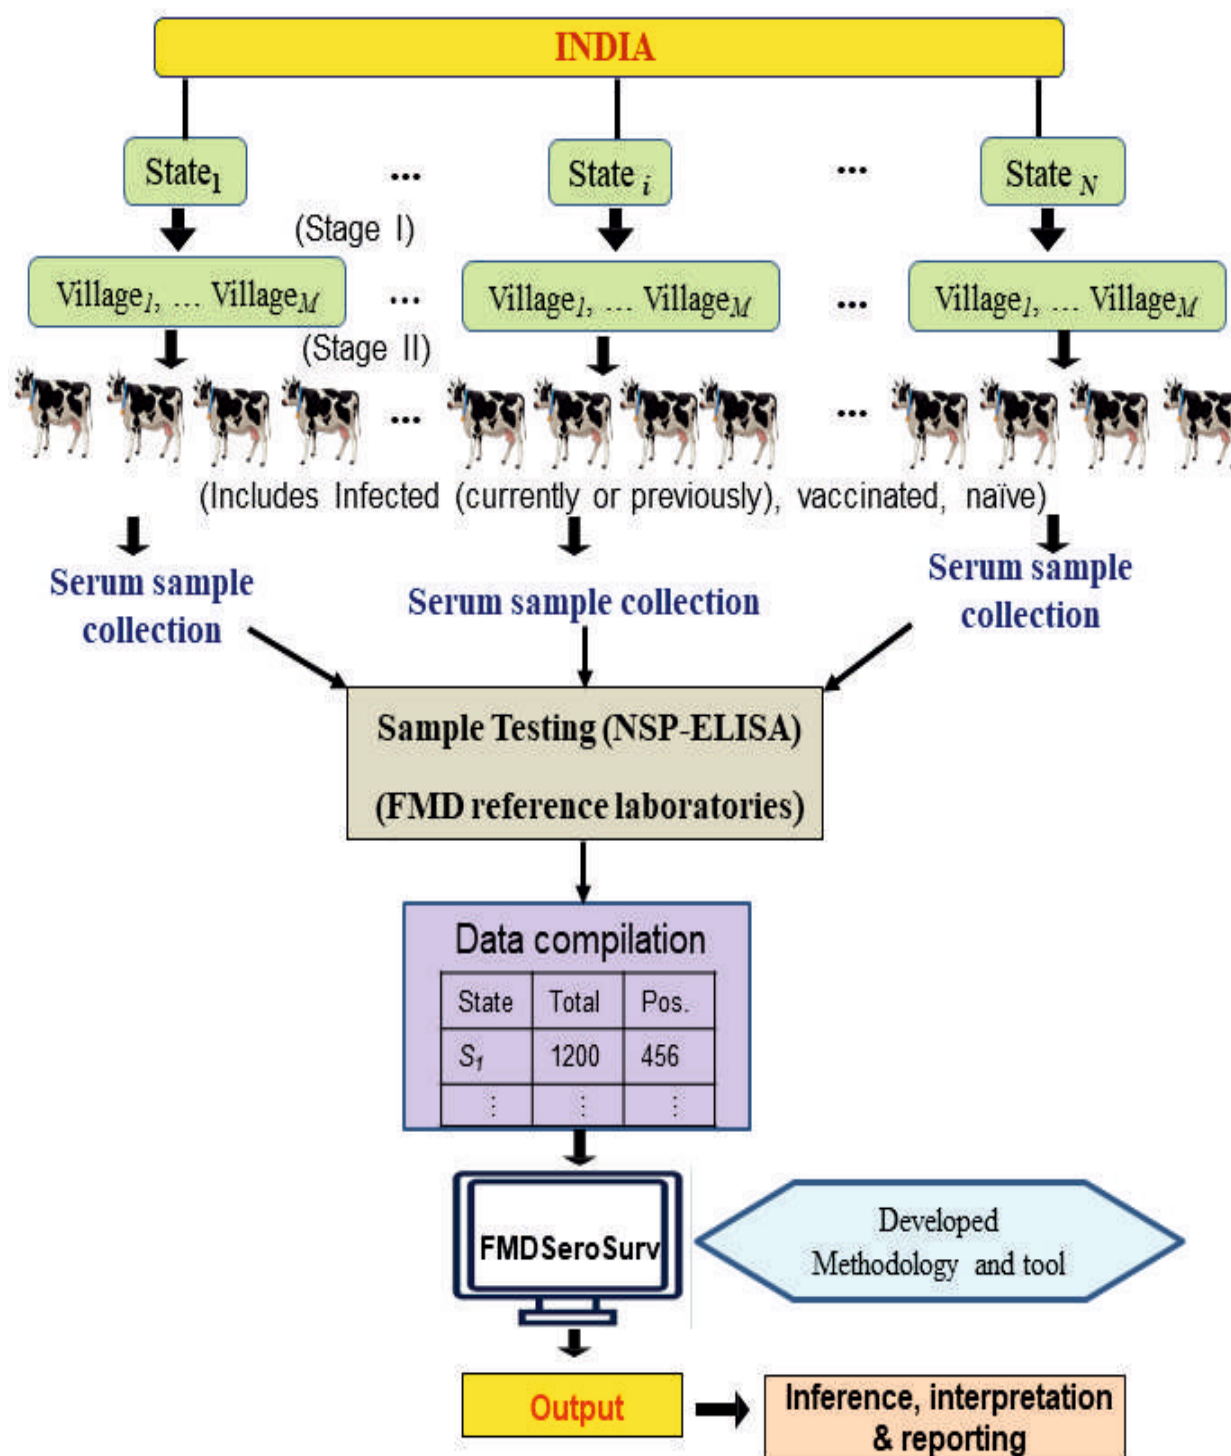 INDIA
State1 ... State i ... State N
(Stage I)
Village1, ... VillageM ... Village1, ... VillageM ... Village1, ... VillageM
(Stage II)
... ...
(Includes Infected (currently or previously), vaccinated, naïve)
Serum sample
collection
Serum sample collection
Serum sample
collection
Sample Testing (NSP-ELISA)
(FMD reference laboratories)
Data compilation
State Total Pos.
S1 1200 456
⋮ ⋮ ⋮
FMDSeroSurv
Developed
Methodology and tool
Output
Inference, interpretation
& reporting